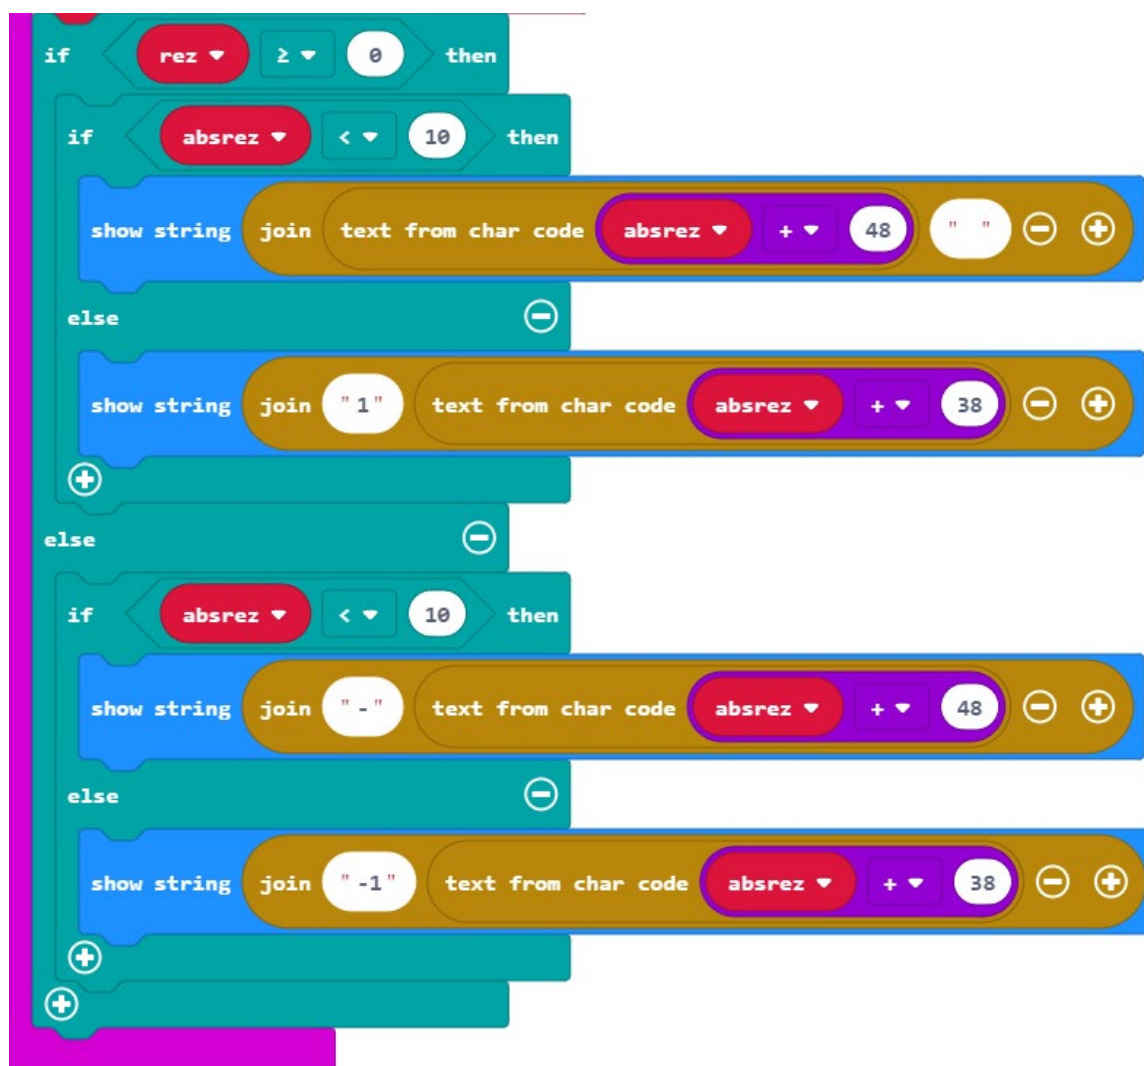 if rez ≥ 0 then
if absrez < 10 then
show string join text from char code absrez + 48 " "
else
show string join "1" text from char code absrez + 38
else
if absrez < 10 then
show string join "-" text from char code absrez + 48
else
show string join "-1" text from char code absrez + 38